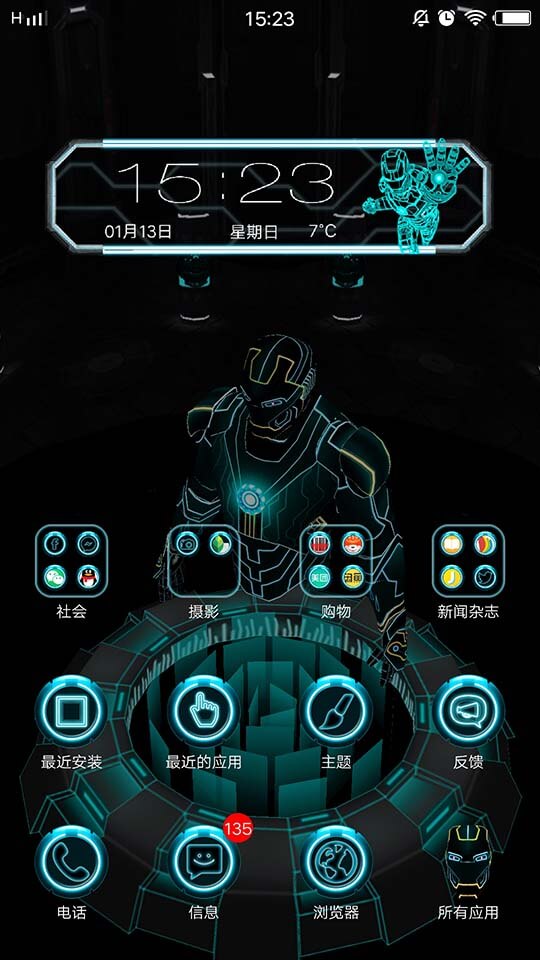 H 15:23
15:23
01月13日 星期日 7°C
美团
社会 摄影 购物 新闻杂志
最近安装 最近的应用 主题 反馈
135
电话 信息 浏览器 所有应用